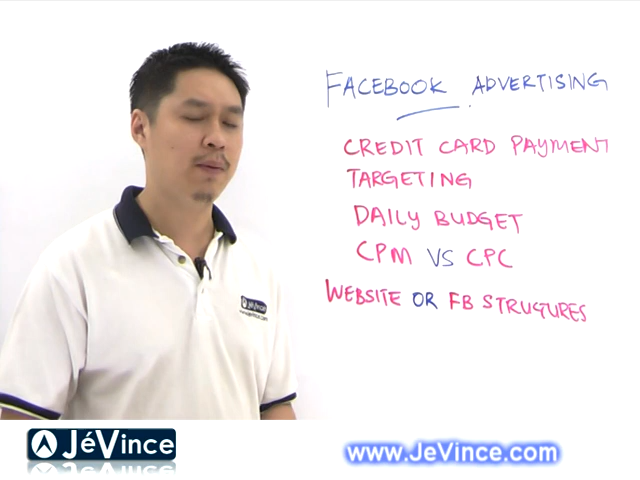 FACEBOOK ADVERTISING
CREDIT CARD PAYMENT
TARGETING
DAILY BUDGET
CPM VS CPC
WEBSITE OR FB STRUCTURES
JéVince
JéVince
www.JeVince.com